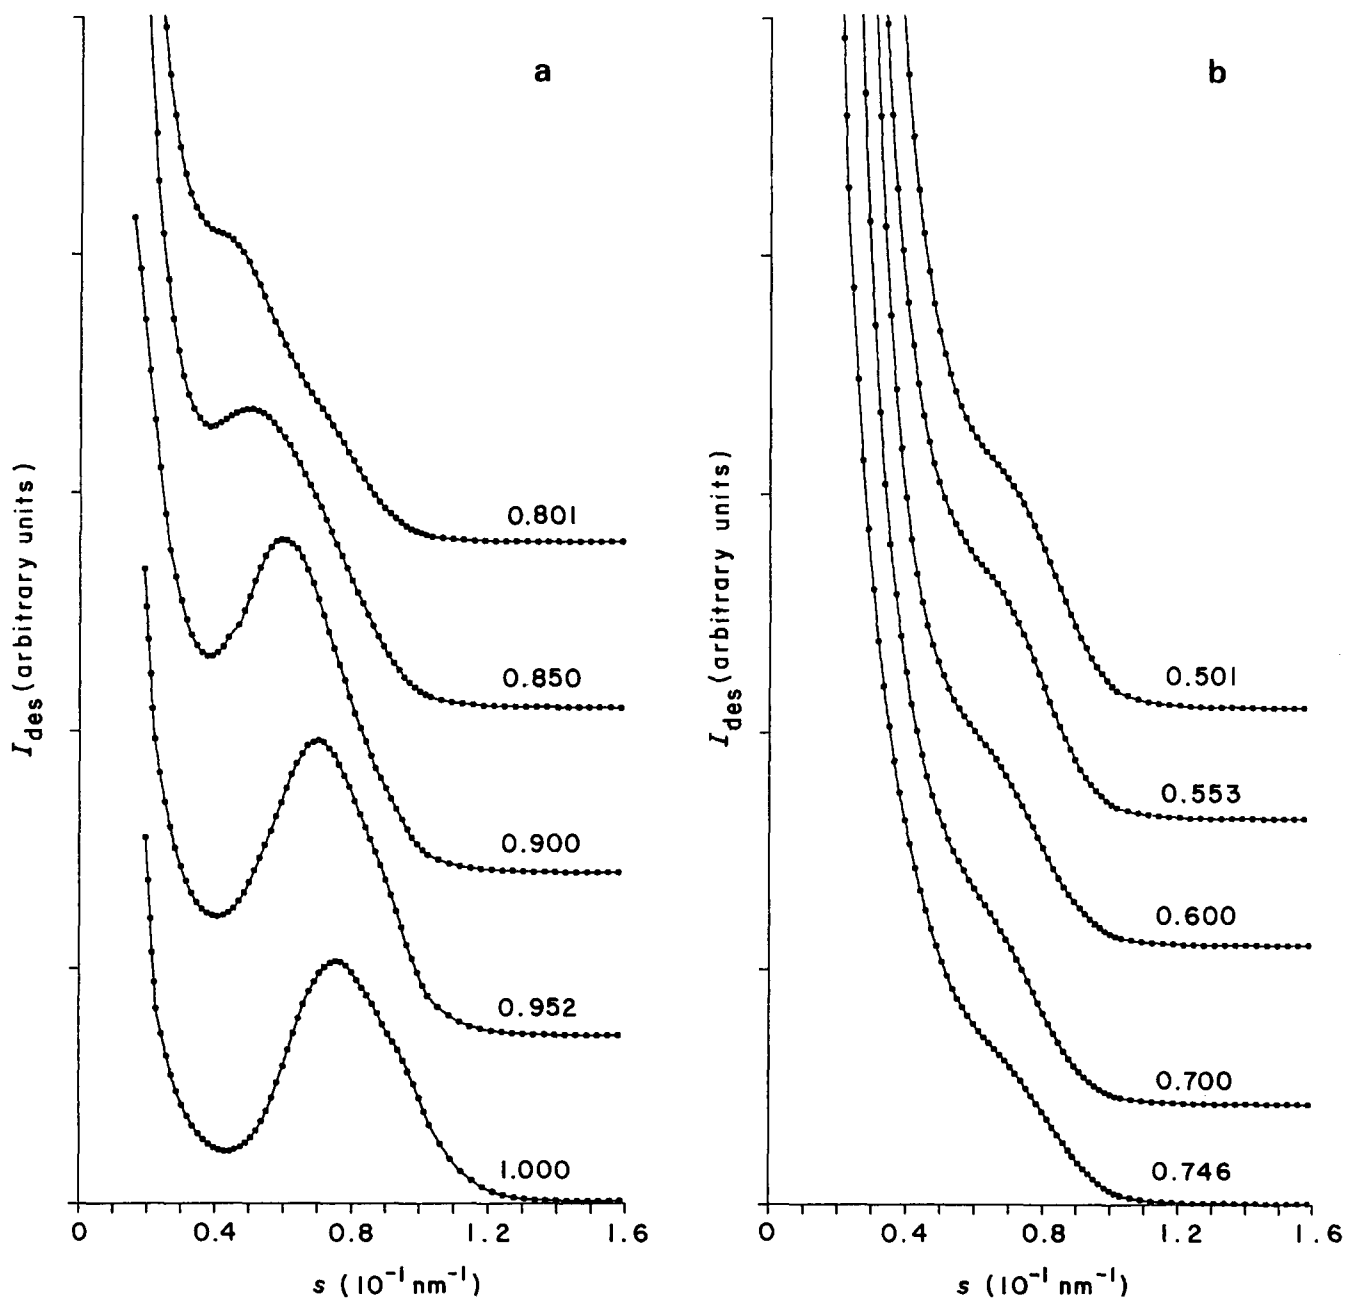 a
I_des (arbitrary units)
0.801
0.850
0.900
0.952
1.000
0 0.4 0.8 1.2 1.6
s (10⁻¹ nm⁻¹)
b
I_des (arbitrary units)
0.501
0.553
0.600
0.700
0.746
0 0.4 0.8 1.2 1.6
s (10⁻¹ nm⁻¹)